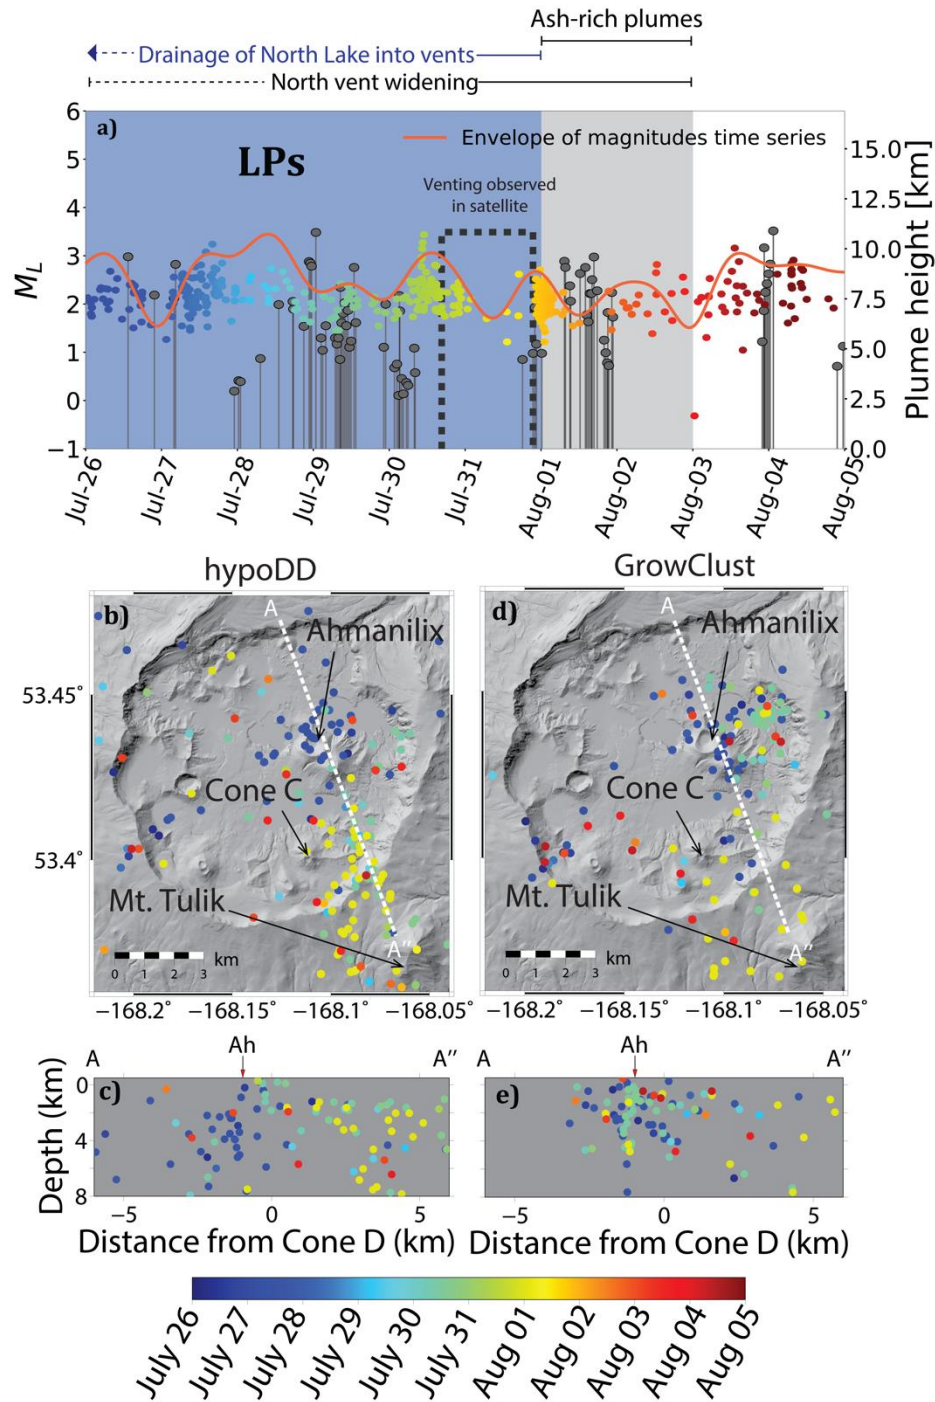 Ash-rich plumes
Drainage of North Lake into vents
North vent widening
a)
LPs
Envelope of magnitudes time series
Venting observed
in satellite
M_L
6
5
4
3
2
1
0
−1
Plume height [km]
15.0
12.5
10.0
7.5
5.0
2.5
0.0
Jul-26
Jul-27
Jul-28
Jul-29
Jul-30
Jul-31
Aug-01
Aug-02
Aug-03
Aug-04
Aug-05
hypoDD
GrowClust
b)
A
Ahmanilix
Cone C
Mt. Tulik
A''
0 1 2 3 km
53.45°
53.4°
−168.2° −168.15° −168.1° −168.05°
d)
A
Ahmanilix
Cone C
Mt. Tulik
A''
0 1 2 3 km
−168.2° −168.15° −168.1° −168.05°
A Ah A''
c)
Depth (km)
0
4
8
−5 0 5
Distance from Cone D (km)
A Ah A''
e)
−5 0 5
Distance from Cone D (km)
July 26
July 27
July 28
July 29
July 30
July 31
Aug 01
Aug 02
Aug 03
Aug 04
Aug 05